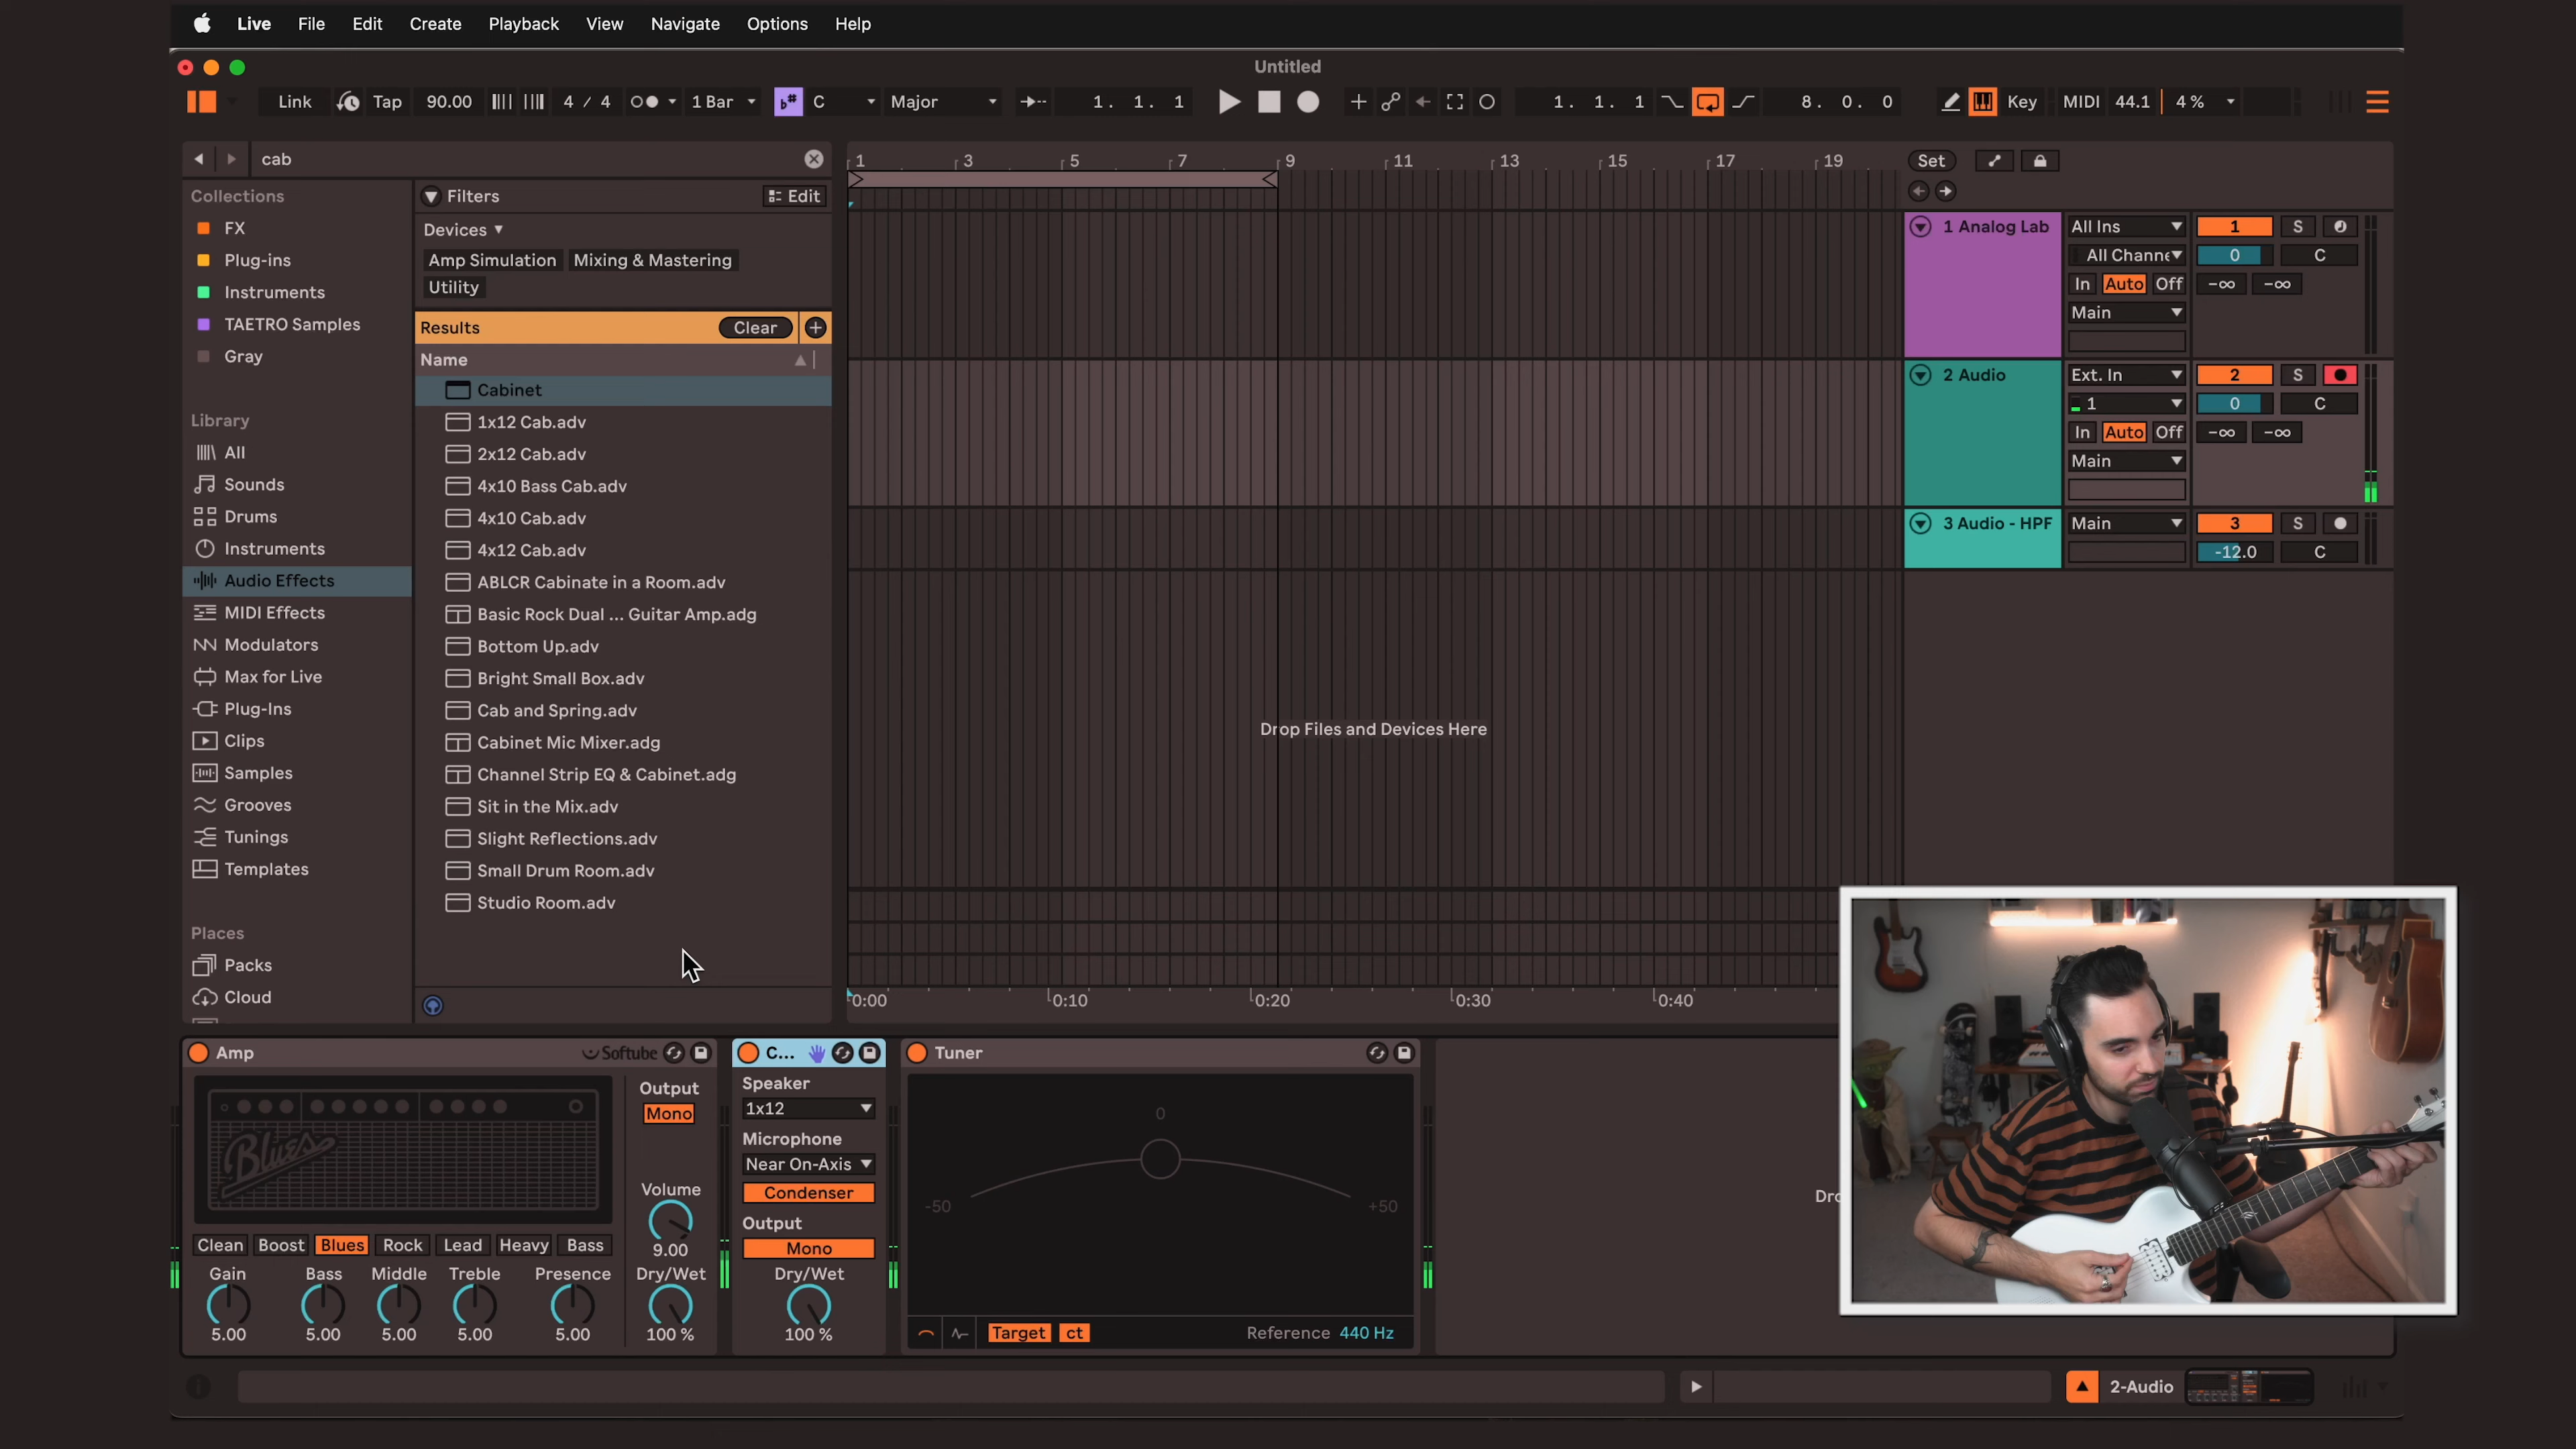 Live File Edit Create Playback View Navigate Options Help
Untitled
Link Tap 90.00 4 / 4 1 Bar C Major 1. 1. 1 1. 1. 1 8. 0. 0 Key MIDI 44.1 4 %
cab
Collections
FX
Plug-ins
Instruments
TAETRO Samples
Gray
Library
All
Sounds
Drums
Instruments
Audio Effects
MIDI Effects
Modulators
Max for Live
Plug-Ins
Clips
Samples
Grooves
Tunings
Templates
Places
Packs
Cloud
Filters Edit
Devices
Amp Simulation Mixing & Mastering
Utility
Results Clear
Name
Cabinet
1x12 Cab.adv
2x12 Cab.adv
4x10 Bass Cab.adv
4x10 Cab.adv
4x12 Cab.adv
ABLCR Cabinate in a Room.adv
Basic Rock Dual ... Guitar Amp.adg
Bottom Up.adv
Bright Small Box.adv
Cab and Spring.adv
Cabinet Mic Mixer.adg
Channel Strip EQ & Cabinet.adg
Sit in the Mix.adv
Slight Reflections.adv
Small Drum Room.adv
Studio Room.adv
1 3 5 7 9 11 13 15 17 19
Drop Files and Devices Here
0:00 0:10 0:20 0:30 0:40
Set
1 Analog Lab All Ins 1 S
All Channe 0 C
In Auto Off -∞ -∞
Main
2 Audio Ext. In 2 S
1 0 C
In Auto Off -∞ -∞
Main
3 Audio - HPF Main 3 S
-12.0 C
Amp Softube
Blues
Output
Mono
Volume
9.00
Clean Boost Blues Rock Lead Heavy Bass
Gain Bass Middle Treble Presence Dry/Wet
5.00 5.00 5.00 5.00 5.00 100 %
C...
Speaker
1x12
Microphone
Near On-Axis
Condenser
Output
Mono
Dry/Wet
100 %
Tuner
0
-50 +50
Target ct Reference 440 Hz
2-Audio